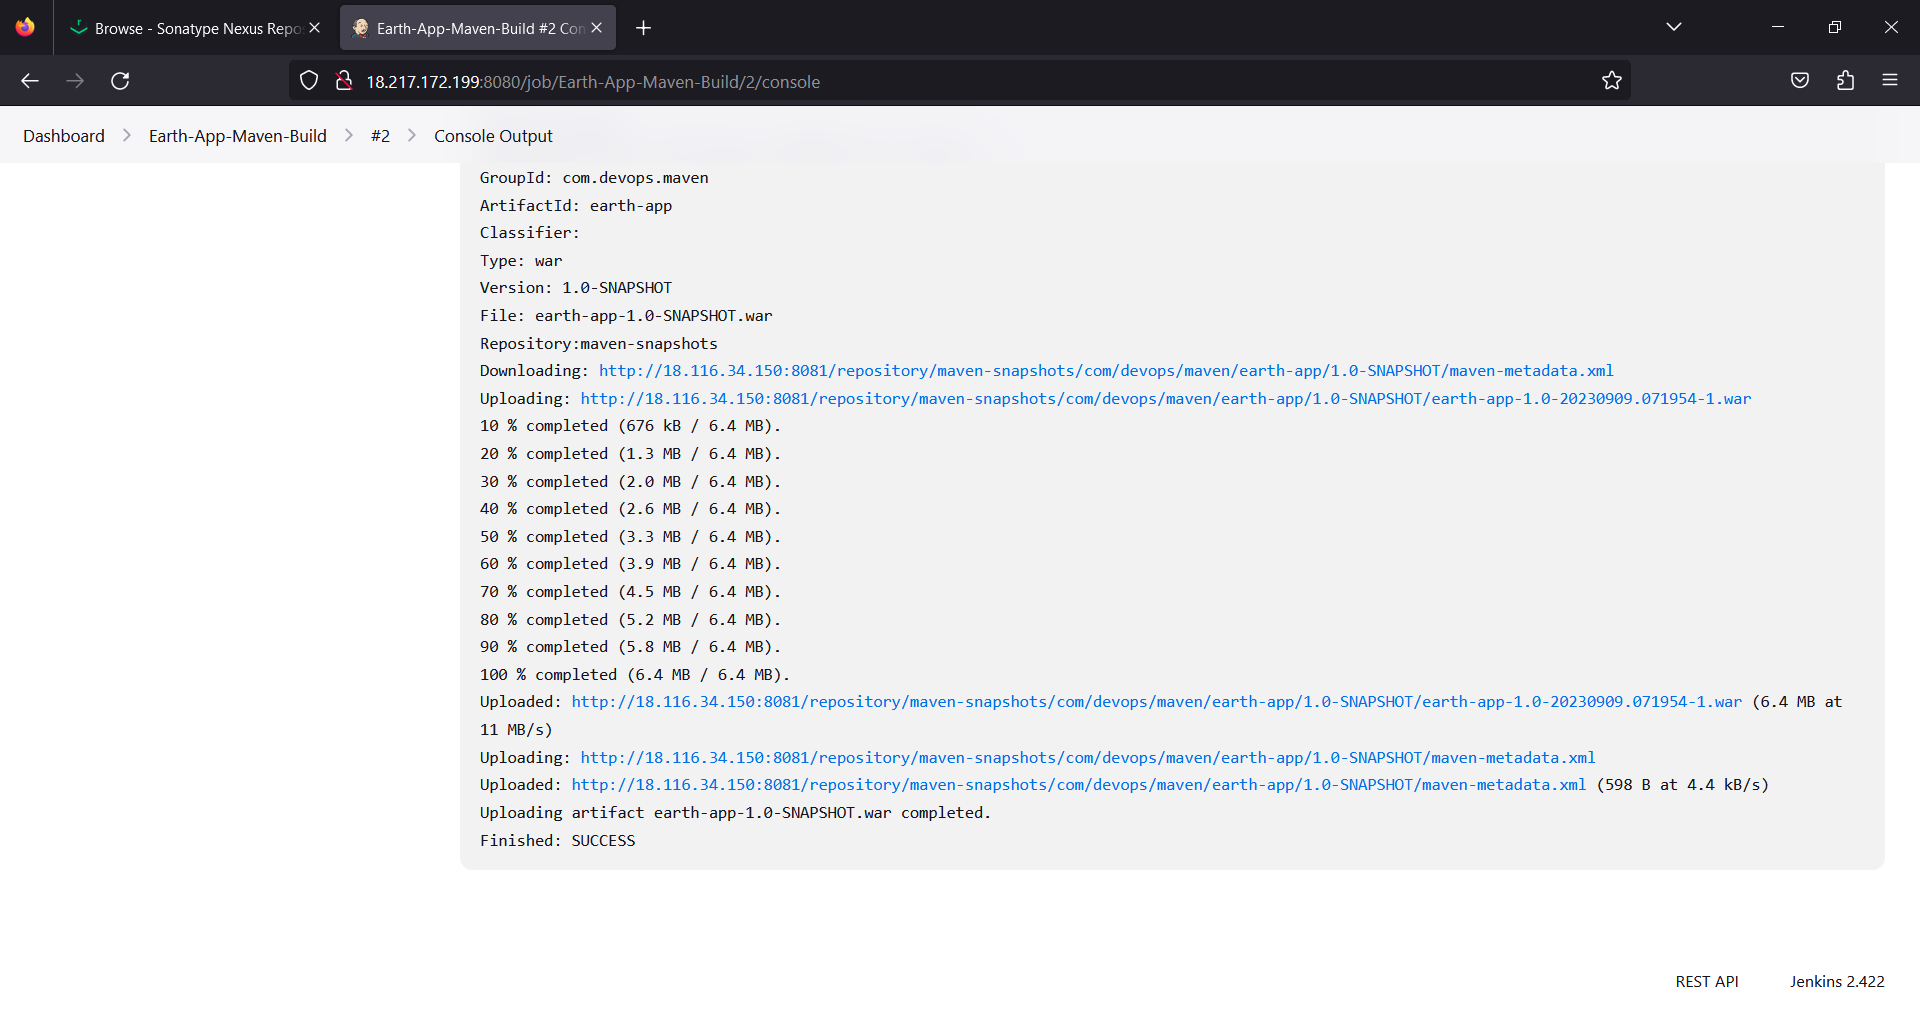 Browse - Sonatype Nexus Repo
Earth-App-Maven-Build #2 Con
18.217.172.199:8080/job/Earth-App-Maven-Build/2/console
Dashboard > Earth-App-Maven-Build > #2 > Console Output
GroupId: com.devops.maven
ArtifactId: earth-app
Classifier:
Type: war
Version: 1.0-SNAPSHOT
File: earth-app-1.0-SNAPSHOT.war
Repository:maven-snapshots
Downloading: http://18.116.34.150:8081/repository/maven-snapshots/com/devops/maven/earth-app/1.0-SNAPSHOT/maven-metadata.xml
Uploading: http://18.116.34.150:8081/repository/maven-snapshots/com/devops/maven/earth-app/1.0-SNAPSHOT/earth-app-1.0-20230909.071954-1.war
10 % completed (676 kB / 6.4 MB).
20 % completed (1.3 MB / 6.4 MB).
30 % completed (2.0 MB / 6.4 MB).
40 % completed (2.6 MB / 6.4 MB).
50 % completed (3.3 MB / 6.4 MB).
60 % completed (3.9 MB / 6.4 MB).
70 % completed (4.5 MB / 6.4 MB).
80 % completed (5.2 MB / 6.4 MB).
90 % completed (5.8 MB / 6.4 MB).
100 % completed (6.4 MB / 6.4 MB).
Uploaded: http://18.116.34.150:8081/repository/maven-snapshots/com/devops/maven/earth-app/1.0-SNAPSHOT/earth-app-1.0-20230909.071954-1.war (6.4 MB at
11 MB/s)
Uploading: http://18.116.34.150:8081/repository/maven-snapshots/com/devops/maven/earth-app/1.0-SNAPSHOT/maven-metadata.xml
Uploaded: http://18.116.34.150:8081/repository/maven-snapshots/com/devops/maven/earth-app/1.0-SNAPSHOT/maven-metadata.xml (598 B at 4.4 kB/s)
Uploading artifact earth-app-1.0-SNAPSHOT.war completed.
Finished: SUCCESS
REST API
Jenkins 2.422